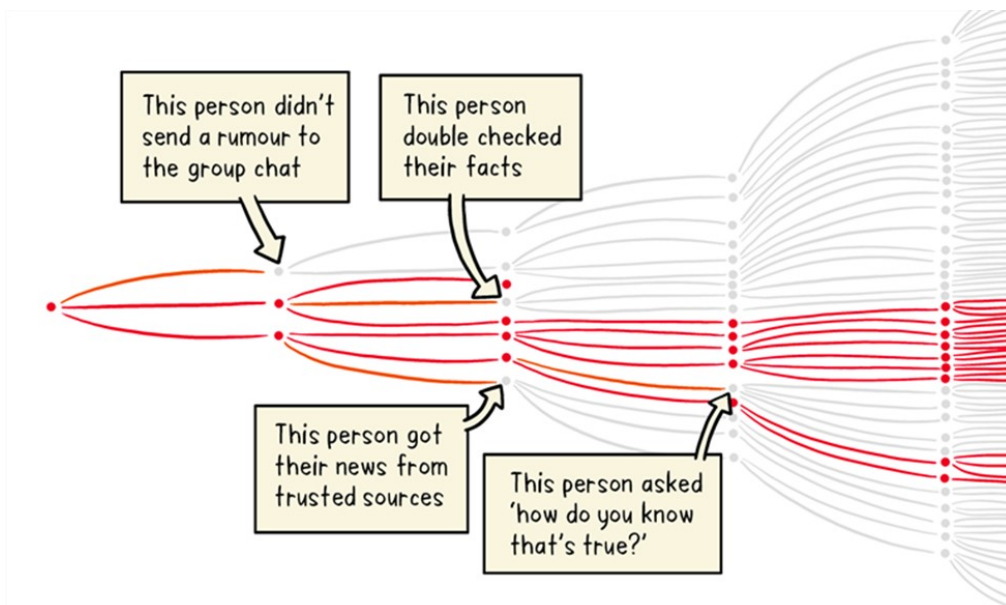 This person didn't
send a rumour to
the group chat
This person
double checked
their facts
This person got
their news from
trusted sources
This person asked
'how do you know
that's true?'